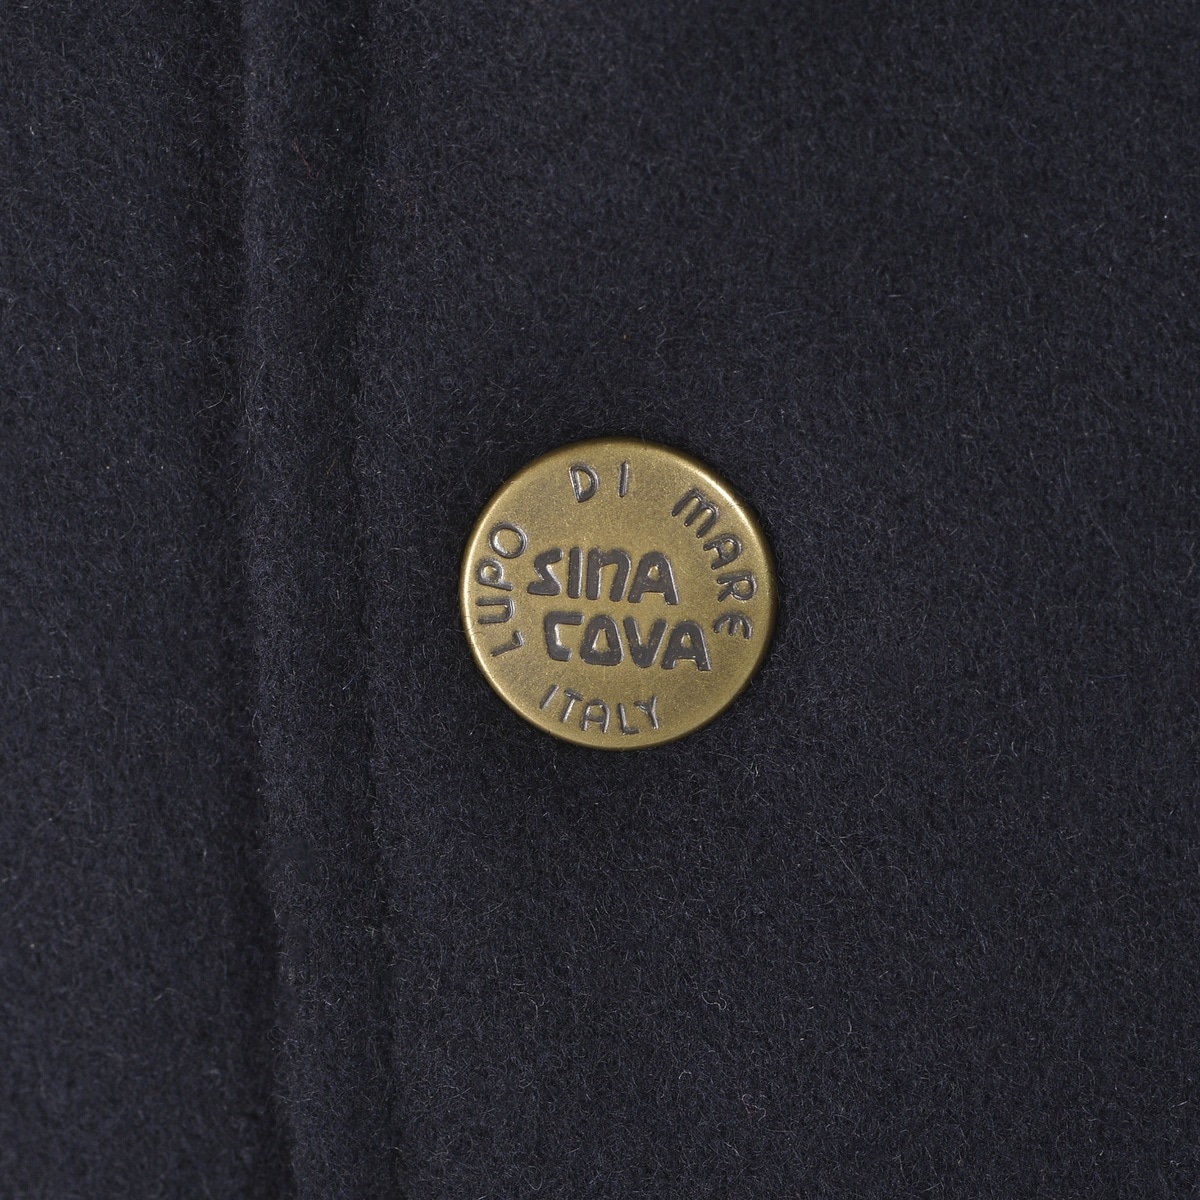 LUPO DI MARE
SINA
COVA
ITALY